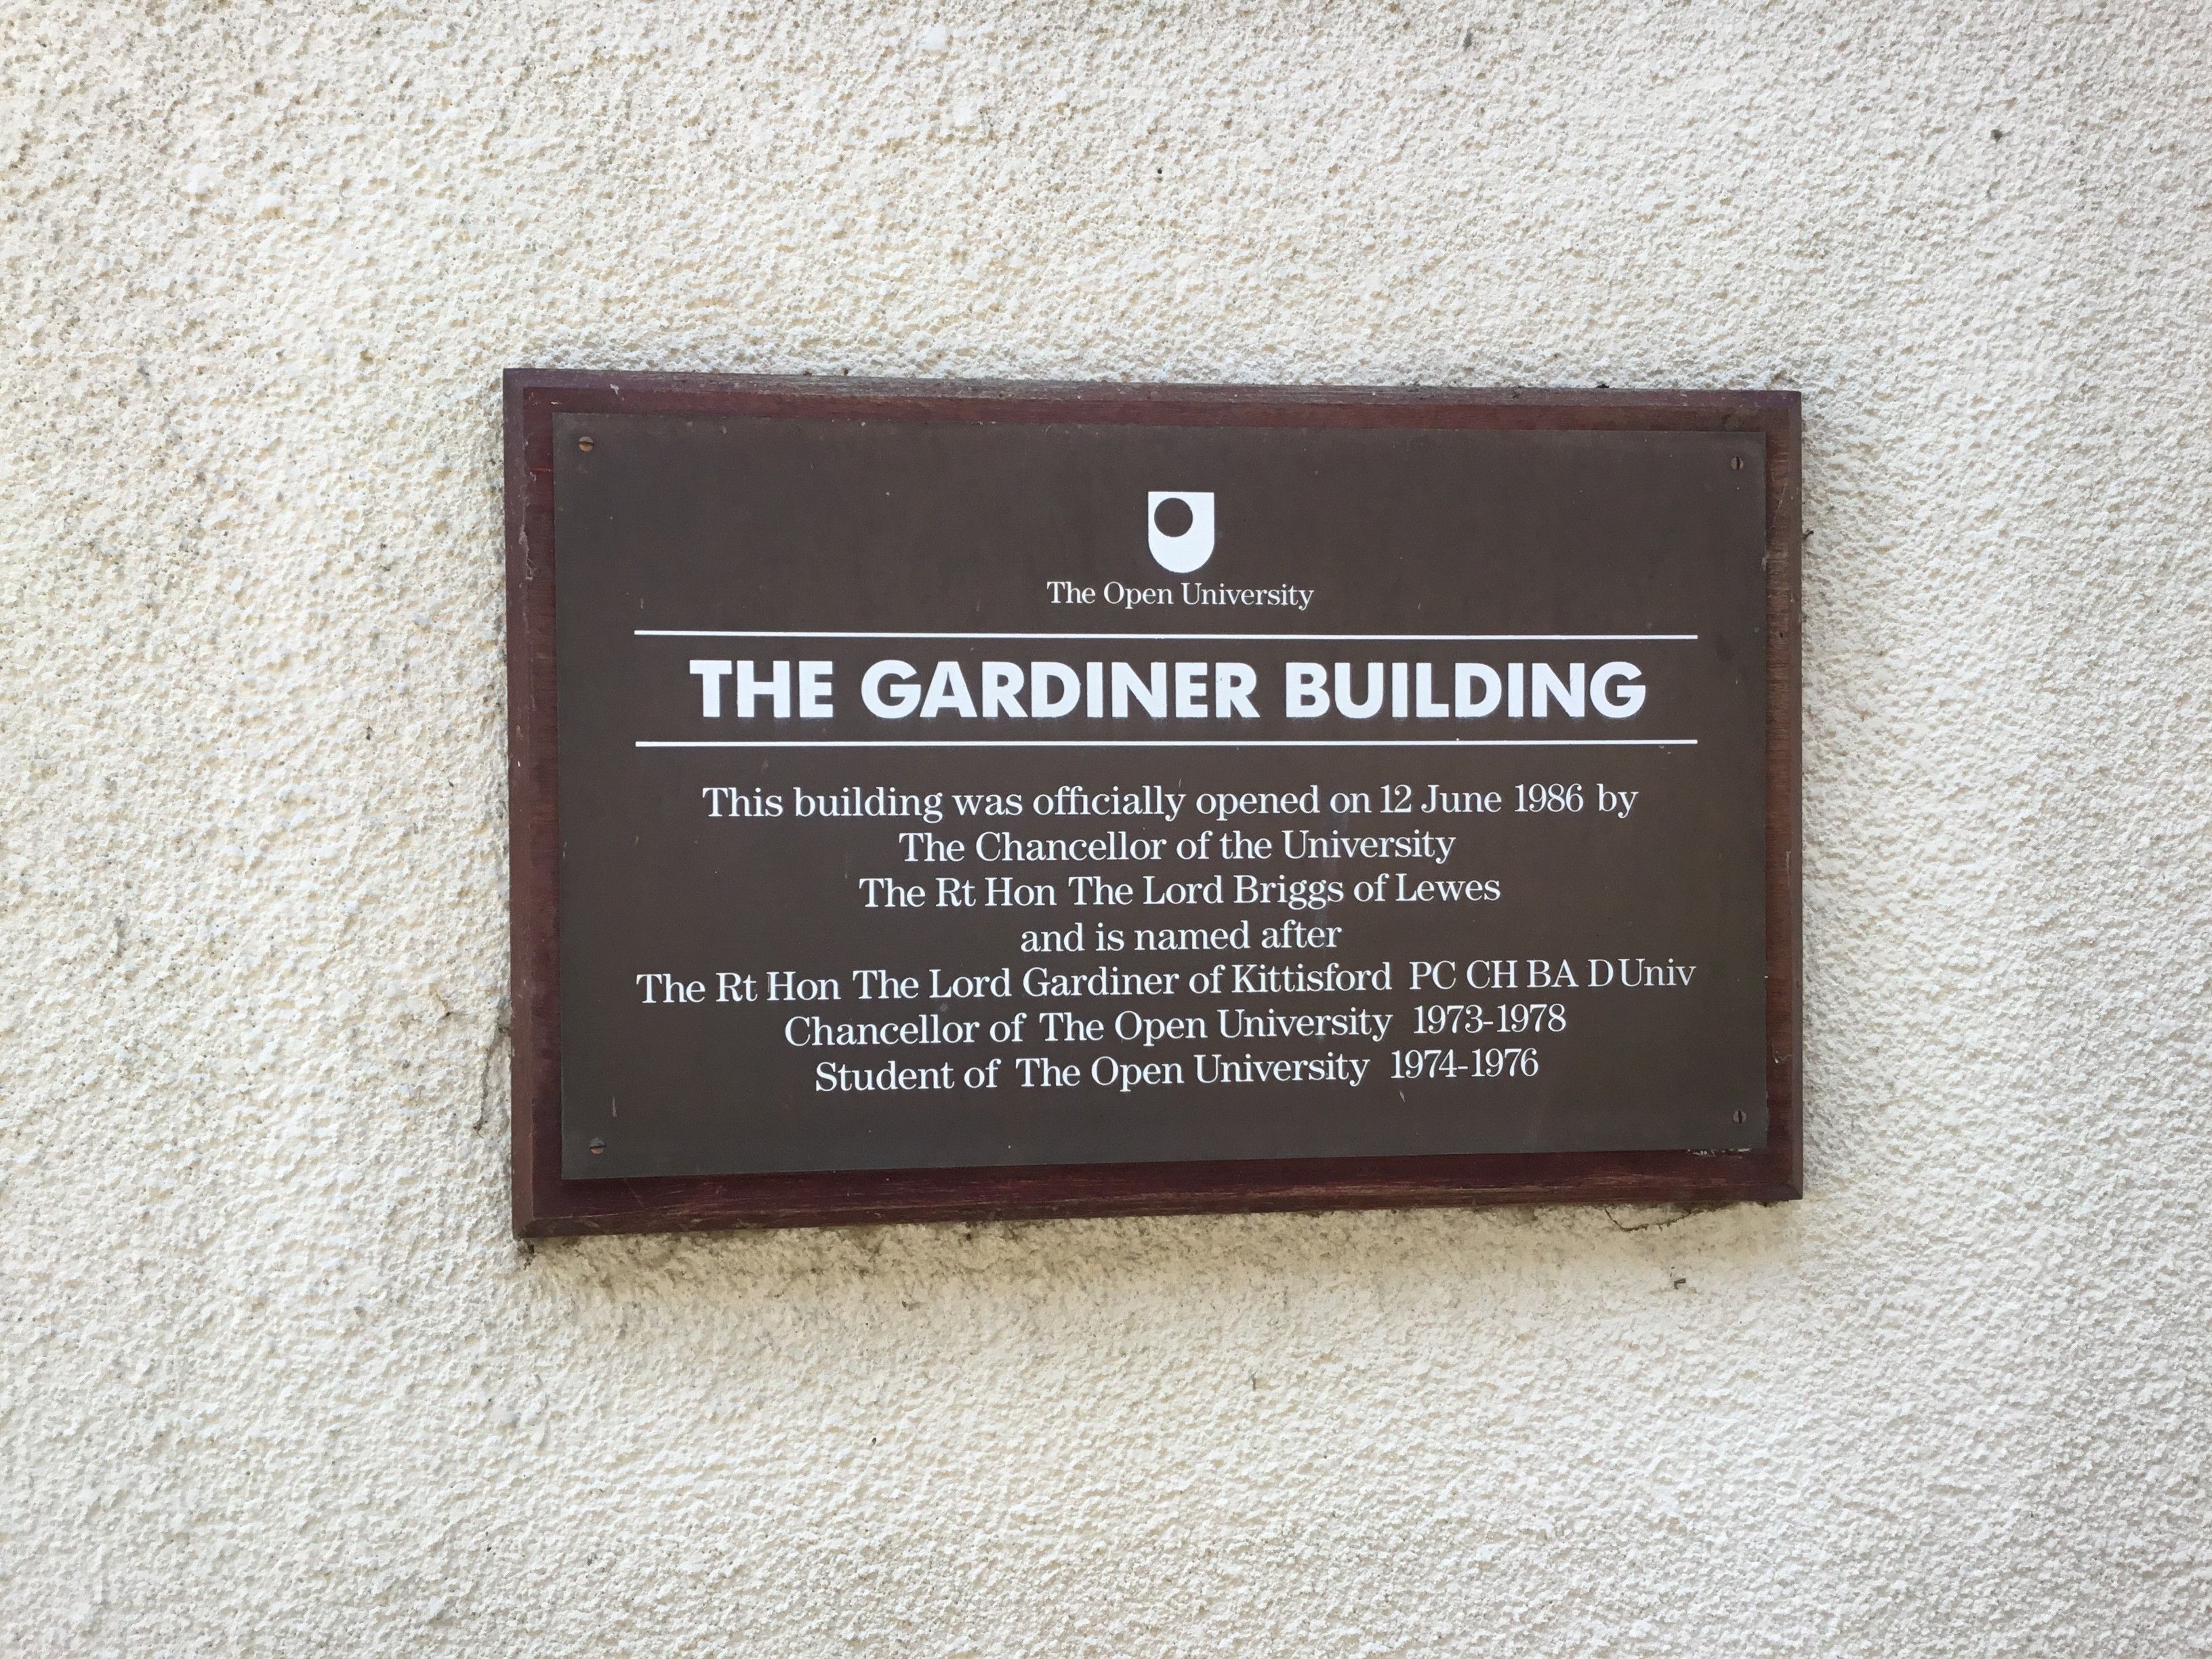 The Open University
THE GARDINER BUILDING
This building was officially opened on 12 June 1986 by
The Chancellor of the University
The Rt Hon The Lord Briggs of Lewes
and is named after
The Rt Hon The Lord Gardiner of Kittisford PC CH BA D Univ
Chancellor of The Open University 1973-1978
Student of The Open University 1974-1976